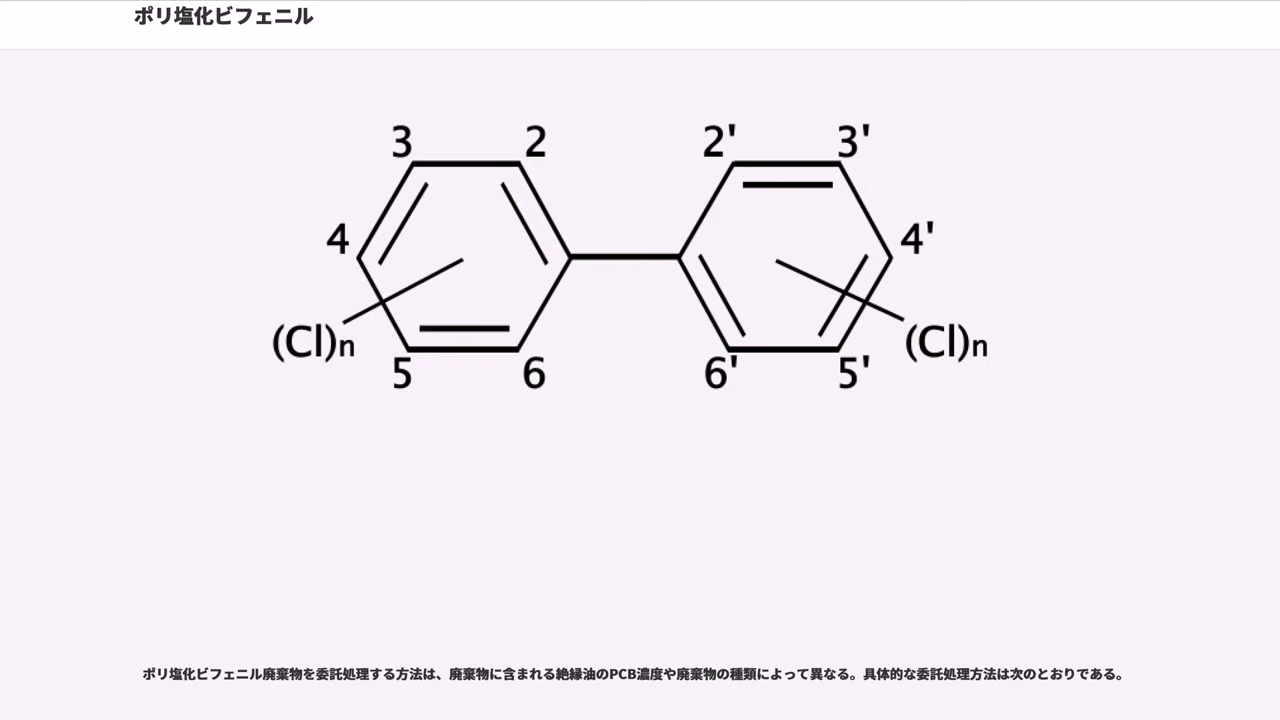 ポリ塩化ビフェニル
3 2 2' 3'
4 4'
(Cl)n (Cl)n
5 6 6' 5'
ポリ塩化ビフェニル廃棄物を委託処理する方法は、廃棄物に含まれる絶縁油のPCB濃度や廃棄物の種類によって異なる。具体的な委託処理方法は次のとおりである。